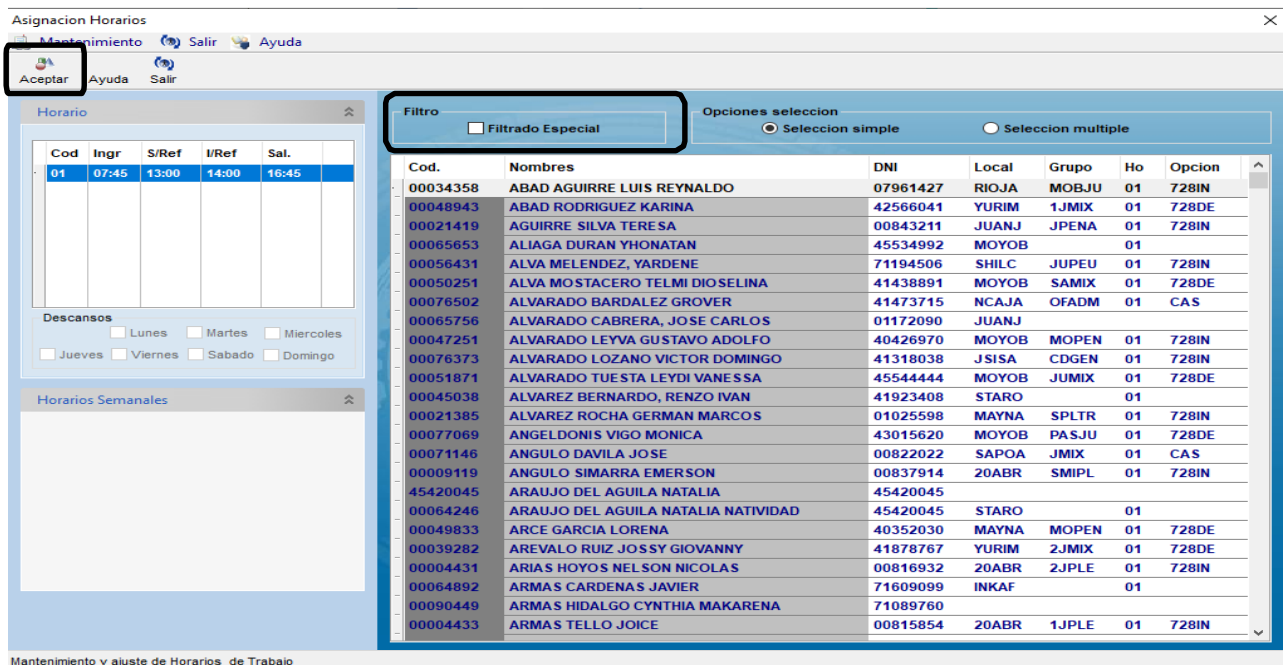 Asignacion Horarios
Mantenimiento Salir Ayuda
Aceptar Ayuda Salir
Horario
Cod Ingr S/Ref I/Ref Sal.
01 07:45 13:00 14:00 16:45
Descansos
Lunes Martes Miercoles
Jueves Viernes Sabado Domingo
Horarios Semanales
Filtro
Filtrado Especial
Opciones seleccion
Seleccion simple Seleccion multiple
Cod. Nombres DNI Local Grupo Ho Opcion
00034358 ABAD AGUIRRE LUIS REYNALDO 07961427 RIOJA MOBJU 01 728IN
00048943 ABAD RODRIGUEZ KARINA 42566041 YURIM 1JMIX 01 728DE
00021419 AGUIRRE SILVA TERESA 00843211 JUANJ JPENA 01 728IN
00065653 ALIAGA DURAN YHONATAN 45534992 MOYOB 01
00056431 ALVA MELENDEZ, YARDENE 71194506 SHILC JUPEU 01 728IN
00050251 ALVA MOSTACERO TELMI DIOSELINA 41438891 MOYOB SAMIX 01 728DE
00076502 ALVARADO BARDALEZ GROVER 41473715 NCAJA OFADM 01 CAS
00065756 ALVARADO CABRERA, JOSE CARLOS 01172090 JUANJ
00047251 ALVARADO LEYVA GUSTAVO ADOLFO 40426970 MOYOB MOPEN 01 728IN
00076373 ALVARADO LOZANO VICTOR DOMINGO 41318038 JSISA CDGEN 01 728IN
00051871 ALVARADO TUESTA LEYDI VANESSA 45544444 MOYOB JUMIX 01 728DE
00045038 ALVAREZ BERNARDO, RENZO IVAN 41923408 STARO 01
00021385 ALVAREZ ROCHA GERMAN MARCOS 01025598 MAYNA SPLTR 01 728IN
00077069 ANGELDONIS VIGO MONICA 43015620 MOYOB PASJU 01 728DE
00071146 ANGULO DAVILA JOSE 00822022 SAPOA JMIX 01 CAS
00009119 ANGULO SIMARRA EMERSON 00837914 20ABR SMIPL 01 728IN
45420045 ARAUJO DEL AGUILA NATALIA 45420045
00064246 ARAUJO DEL AGUILA NATALIA NATIVIDAD 45420045 STARO 01
00049833 ARCE GARCIA LORENA 40352030 MAYNA MOPEN 01 728DE
00039282 AREVALO RUIZ JOSSY GIOVANNY 41878767 YURIM 2JMIX 01 728DE
00004431 ARIAS HOYOS NELSON NICOLAS 00816932 20ABR 2JPLE 01 728IN
00064892 ARMAS CARDENAS JAVIER 71609099 INKAF 01
00090449 ARMAS HIDALGO CYNTHIA MAKARENA 71089760
00004433 ARMAS TELLO JOICE 00815854 20ABR 1JPLE 01 728IN
Mantenimiento y ajuste de Horarios de Trabajo